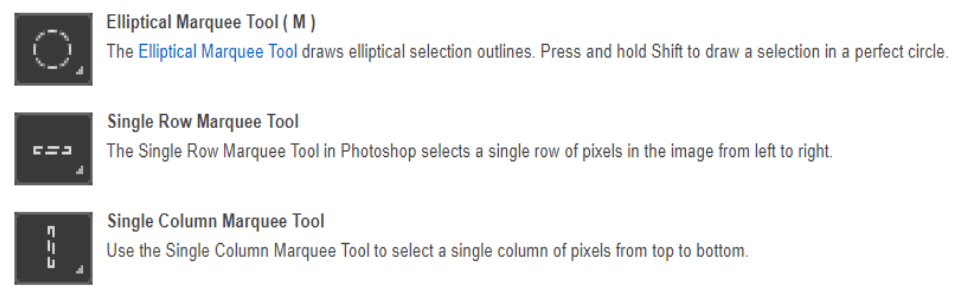 Elliptical Marquee Tool ( M )
The Elliptical Marquee Tool draws elliptical selection outlines. Press and hold Shift to draw a selection in a perfect circle.
Single Row Marquee Tool
The Single Row Marquee Tool in Photoshop selects a single row of pixels in the image from left to right.
Single Column Marquee Tool
Use the Single Column Marquee Tool to select a single column of pixels from top to bottom.